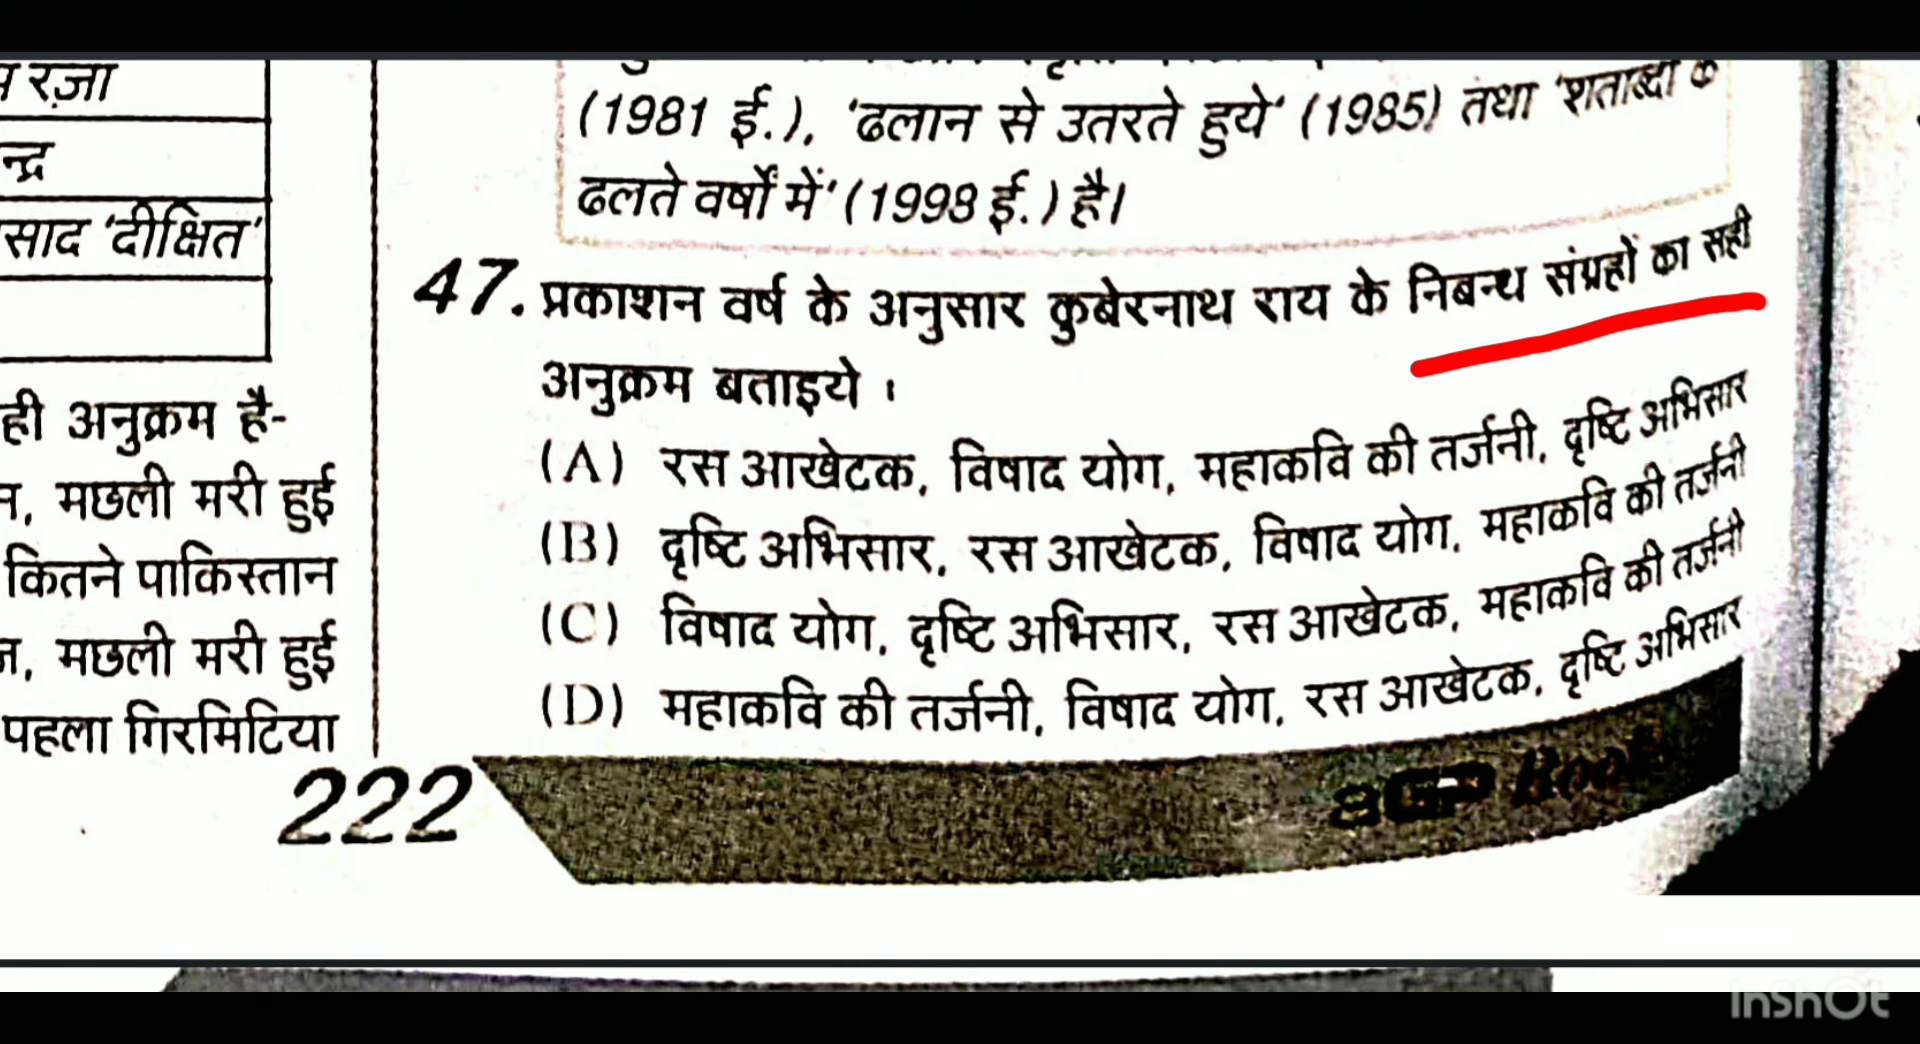 रज़ा
न्द्र
साद 'दीक्षित'
ही अनुक्रम है-
मछली मरी हुई
कितने पाकिस्तान
मछली मरी हुई
पहला गिरमिटिया
(1981 ई.), 'ढलान से उतरते हुये' (1985) तथा 'शताब्दी के
ढलते वर्षों में' (1998 ई.) है।
47. प्रकाशन वर्ष के अनुसार कुबेरनाथ राय के निबन्ध संग्रहों का सही
अनुक्रम बताइये ।
(A) रस आखेटक, विषाद योग, महाकवि की तर्जनी, दृष्टि अभिसार
(B) दृष्टि अभिसार, रस आखेटक, विषाद योग, महाकवि की तर्जनी
(C) विषाद योग, दृष्टि अभिसार, रस आखेटक, महाकवि की तर्जनी
(D) महाकवि की तर्जनी, विषाद योग, रस आखेटक, दृष्टि अभिसार
222
InShOt